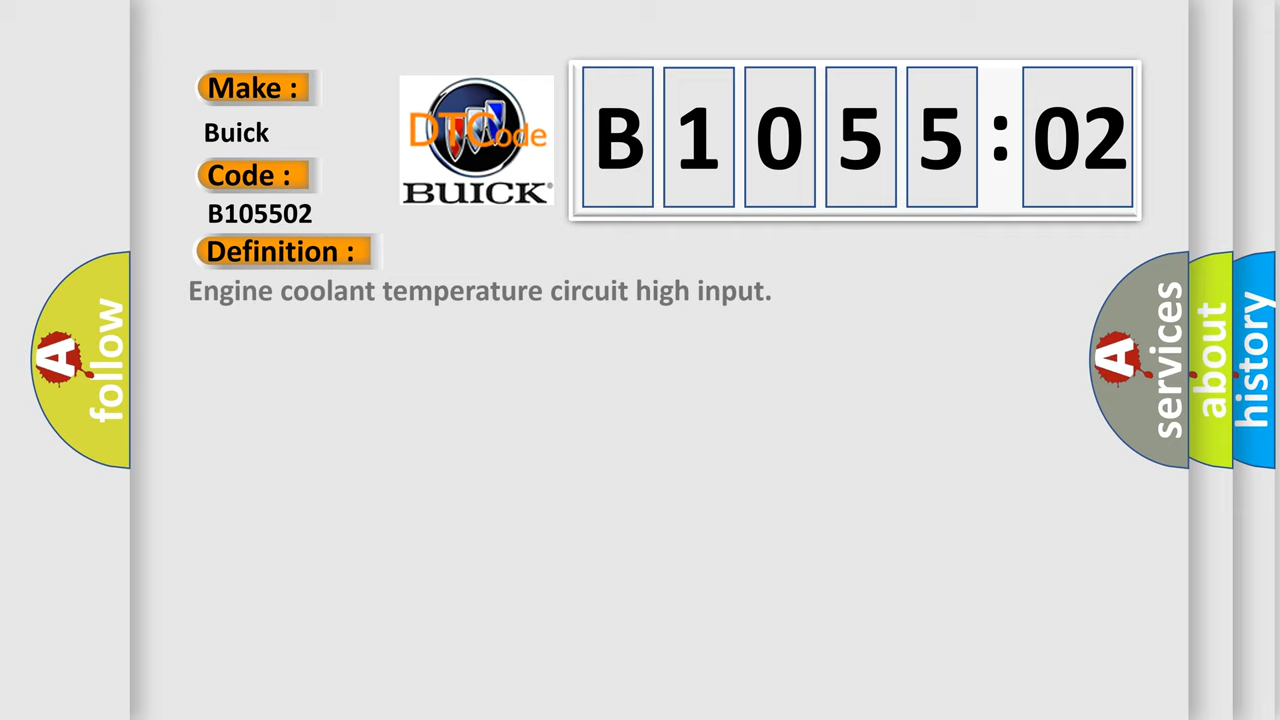 Make :
Buick
Code :
B105502
Definition :
Engine coolant temperature circuit high input.
DTCode
BUICK®
B 1 0 5 5 : 02
A follow
A services
about
history